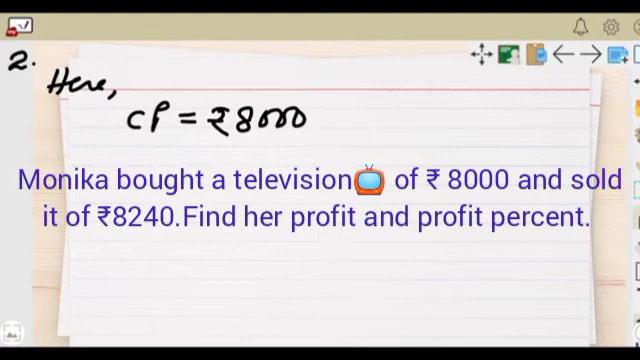 2.
Here,
CP = ₹8000
Monika bought a television📺 of ₹ 8000 and sold
it of ₹8240.Find her profit and profit percent.